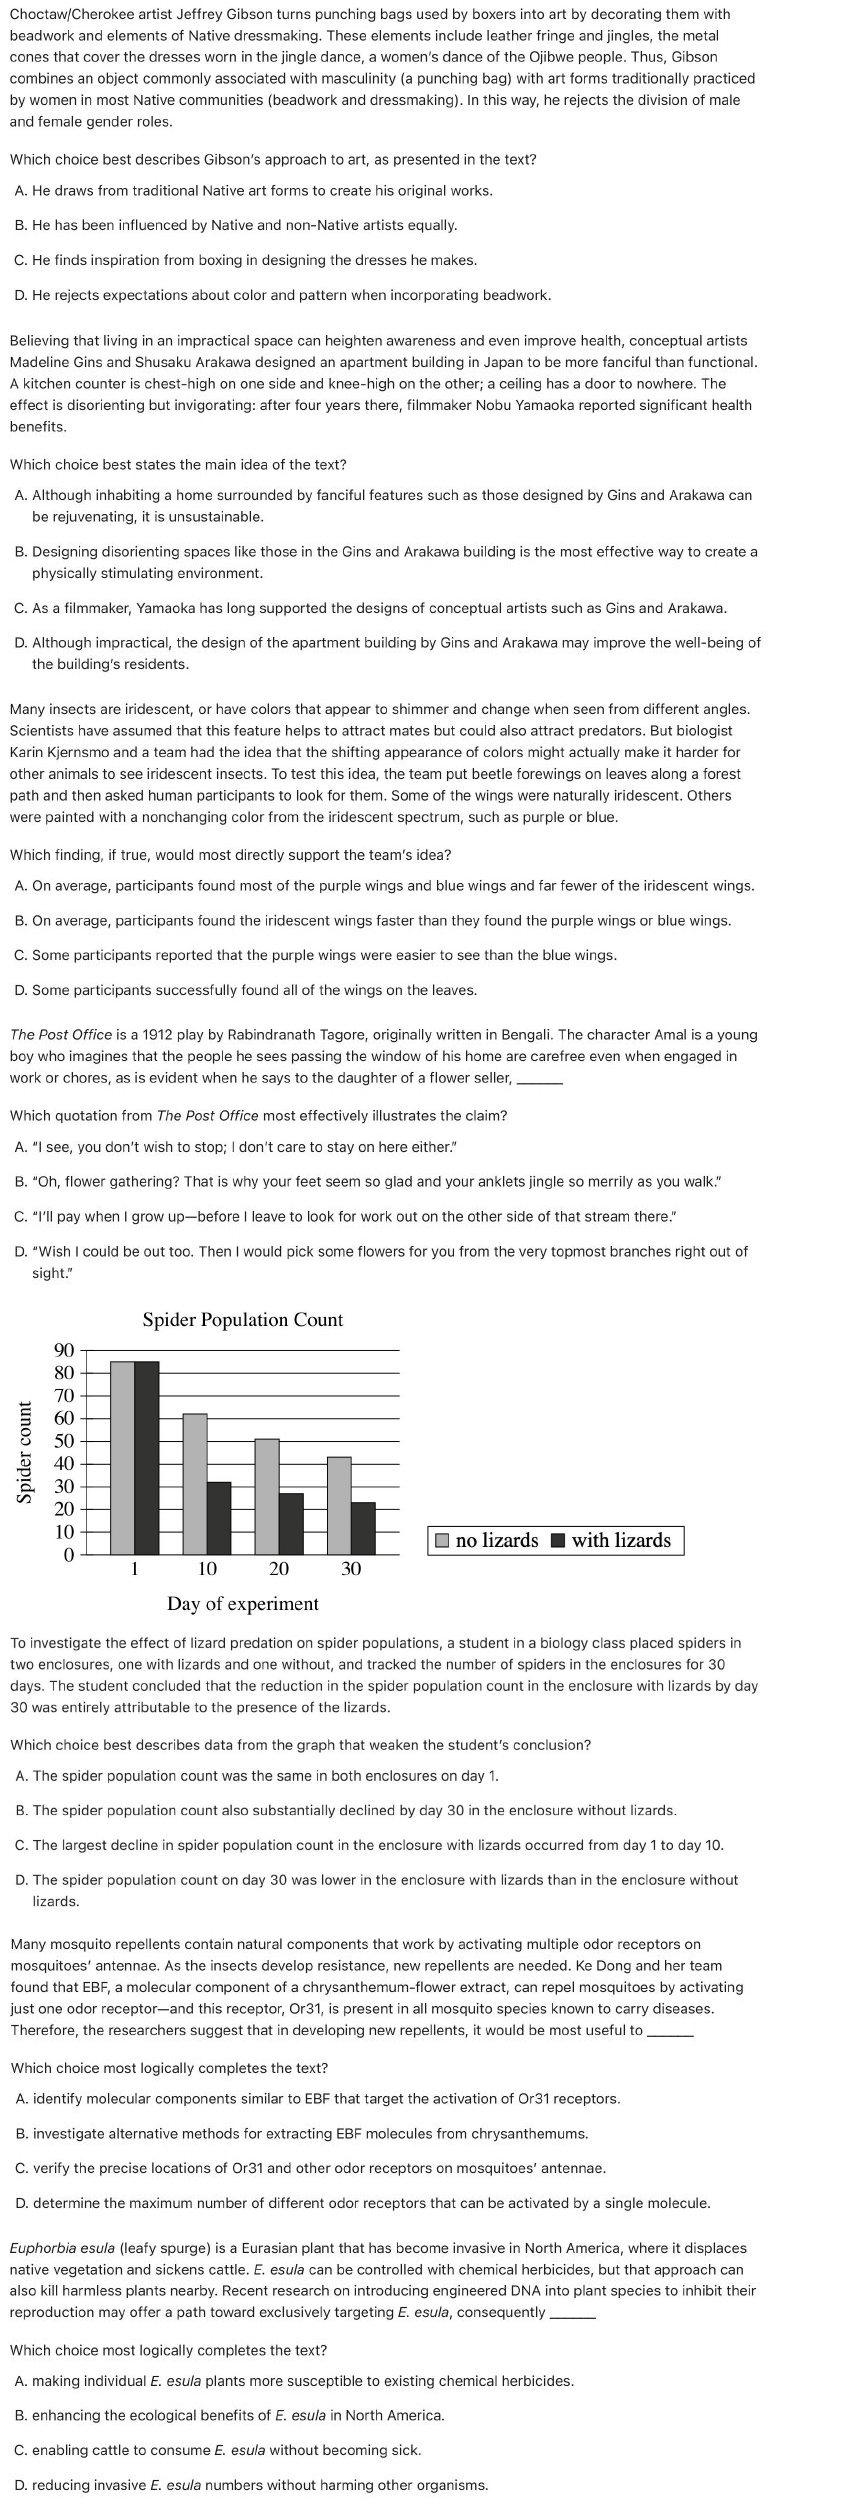 Choctaw/Cherokee artist Jeffrey Gibson turns punching bags used by boxers into art by decorating them with
beadwork and elements of Native dressmaking. These elements include leather fringe and jingles, the metal
cones that cover the dresses worn in the jingle dance, a women's dance of the Ojibwe people. Thus, Gibson
combines an object commonly associated with masculinity (a punching bag) with art forms traditionally practiced
by women in most Native communities (beadwork and dressmaking). In this way, he rejects the division of male
and female gender roles.
Which choice best describes Gibson's approach to art, as presented in the text?
A. He draws from traditional Native art forms to create his original works.
B. He has been influenced by Native and non-Native artists equally.
C. He finds inspiration from boxing in designing the dresses he makes.
D. He rejects expectations about color and pattern when incorporating beadwork.
Believing that living in an impractical space can heighten awareness and even improve health, conceptual artists
Madeline Gins and Shusaku Arakawa designed an apartment building in Japan to be more fanciful than functional.
A kitchen counter is chest-high on one side and knee-high on the other; a ceiling has a door to nowhere. The
effect is disorienting but invigorating: after four years there, filmmaker Nobu Yamaoka reported significant health
benefits.
Which choice best states the main idea of the text?
A. Although inhabiting a home surrounded by fanciful features such as those designed by Gins and Arakawa can
be rejuvenating, it is unsustainable.
B. Designing disorienting spaces like those in the Gins and Arakawa building is the most effective way to create a
physically stimulating environment.
C. As a filmmaker, Yamaoka has long supported the designs of conceptual artists such as Gins and Arakawa.
D. Although impractical, the design of the apartment building by Gins and Arakawa may improve the well-being of
the building's residents.
Many insects are iridescent, or have colors that appear to shimmer and change when seen from different angles.
Scientists have assumed that this feature helps to attract mates but could also attract predators. But biologist
Karin Kjernsmo and a team had the idea that the shifting appearance of colors might actually make it harder for
other animals to see iridescent insects. To test this idea, the team put beetle forewings on leaves along a forest
path and then asked human participants to look for them. Some of the wings were naturally iridescent. Others
were painted with a nonchanging color from the iridescent spectrum, such as purple or blue.
Which finding, if true, would most directly support the team's idea?
A. On average, participants found most of the purple wings and blue wings and far fewer of the iridescent wings.
B. On average, participants found the iridescent wings faster than they found the purple wings or blue wings.
C. Some participants reported that the purple wings were easier to see than the blue wings.
D. Some participants successfully found all of the wings on the leaves.
The Post Office is a 1912 play by Rabindranath Tagore, originally written in Bengali. The character Amal is a young
boy who imagines that the people he sees passing the window of his home are carefree even when engaged in
work or chores, as is evident when he says to the daughter of a flower seller, ______
Which quotation from The Post Office most effectively illustrates the claim?
A. "I see, you don't wish to stop; I don't care to stay on here either."
B. "Oh, flower gathering? That is why your feet seem so glad and your anklets jingle so merrily as you walk."
C. "I'll pay when I grow up—before I leave to look for work out on the other side of that stream there."
D. "Wish I could be out too. Then I would pick some flowers for you from the very topmost branches right out of
sight."
Spider Population Count
90
80
70
60
50
40
30
20
10
0
Spider count
1 10 20 30
no lizards with lizards
Day of experiment
To investigate the effect of lizard predation on spider populations, a student in a biology class placed spiders in
two enclosures, one with lizards and one without, and tracked the number of spiders in the enclosures for 30
days. The student concluded that the reduction in the spider population count in the enclosure with lizards by day
30 was entirely attributable to the presence of the lizards.
Which choice best describes data from the graph that weaken the student's conclusion?
A. The spider population count was the same in both enclosures on day 1.
B. The spider population count also substantially declined by day 30 in the enclosure without lizards.
C. The largest decline in spider population count in the enclosure with lizards occurred from day 1 to day 10.
D. The spider population count on day 30 was lower in the enclosure with lizards than in the enclosure without
lizards.
Many mosquito repellents contain natural components that work by activating multiple odor receptors on
mosquitoes' antennae. As the insects develop resistance, new repellents are needed. Ke Dong and her team
found that EBF, a molecular component of a chrysanthemum-flower extract, can repel mosquitoes by activating
just one odor receptor—and this receptor, Or31, is present in all mosquito species known to carry diseases.
Therefore, the researchers suggest that in developing new repellents, it would be most useful to ______
Which choice most logically completes the text?
A. identify molecular components similar to EBF that target the activation of Or31 receptors.
B. investigate alternative methods for extracting EBF molecules from chrysanthemums.
C. verify the precise locations of Or31 and other odor receptors on mosquitoes' antennae.
D. determine the maximum number of different odor receptors that can be activated by a single molecule.
Euphorbia esula (leafy spurge) is a Eurasian plant that has become invasive in North America, where it displaces
native vegetation and sickens cattle. E. esula can be controlled with chemical herbicides, but that approach can
also kill harmless plants nearby. Recent research on introducing engineered DNA into plant species to inhibit their
reproduction may offer a path toward exclusively targeting E. esula, consequently ______
Which choice most logically completes the text?
A. making individual E. esula plants more susceptible to existing chemical herbicides.
B. enhancing the ecological benefits of E. esula in North America.
C. enabling cattle to consume E. esula without becoming sick.
D. reducing invasive E. esula numbers without harming other organisms.